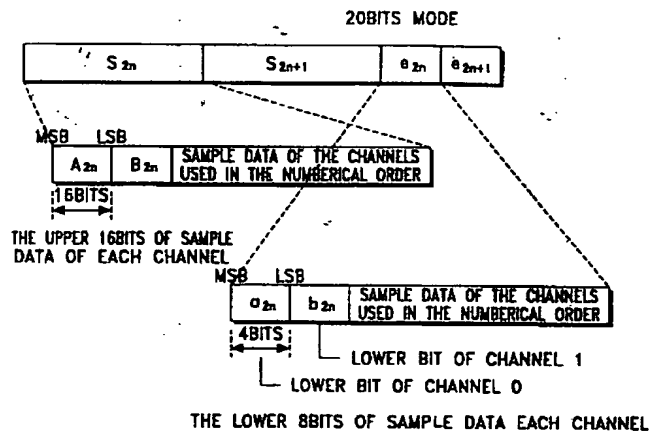 20BITS MODE
S2n S2n+1 e2n e2n+1
MSB LSB
A2n B2n SAMPLE DATA OF THE CHANNELS
USED IN THE NUMBERICAL ORDER
16BITS
THE UPPER 16BITS OF SAMPLE
DATA OF EACH CHANNEL
MSB LSB
a2n b2n SAMPLE DATA OF THE CHANNELS
USED IN THE NUMBERICAL ORDER
4BITS
LOWER BIT OF CHANNEL 1
LOWER BIT OF CHANNEL 0
THE LOWER 8BITS OF SAMPLE DATA EACH CHANNEL